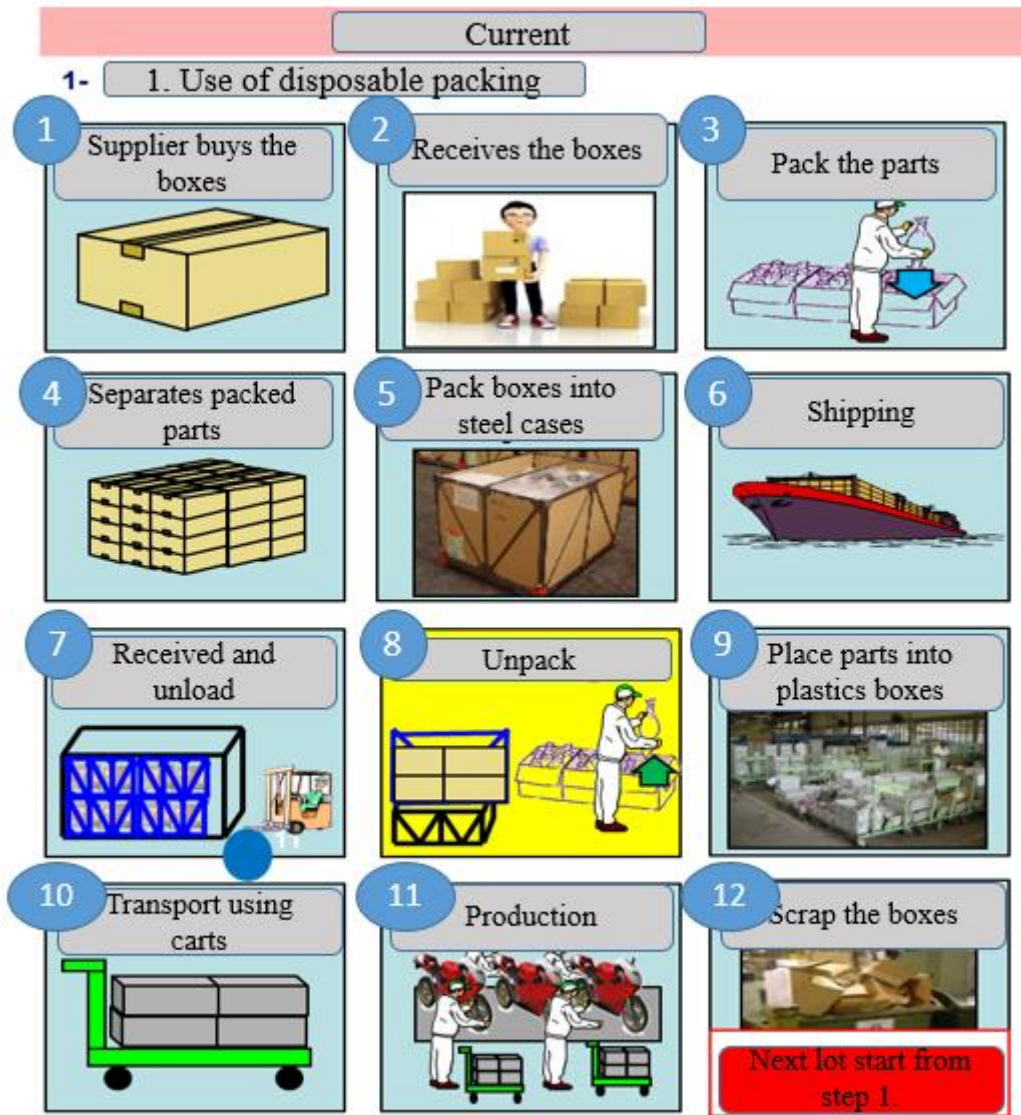 Current
1- 1. Use of disposable packing
1
Supplier buys the
boxes
2
Receives the boxes
3
Pack the parts
4
Separates packed
parts
5
Pack boxes into
steel cases
6
Shipping
7
Received and
unload
8
Unpack
9
Place parts into
plastics boxes
10
Transport using
carts
11
Production
12
Scrap the boxes
Next lot start from
step 1.